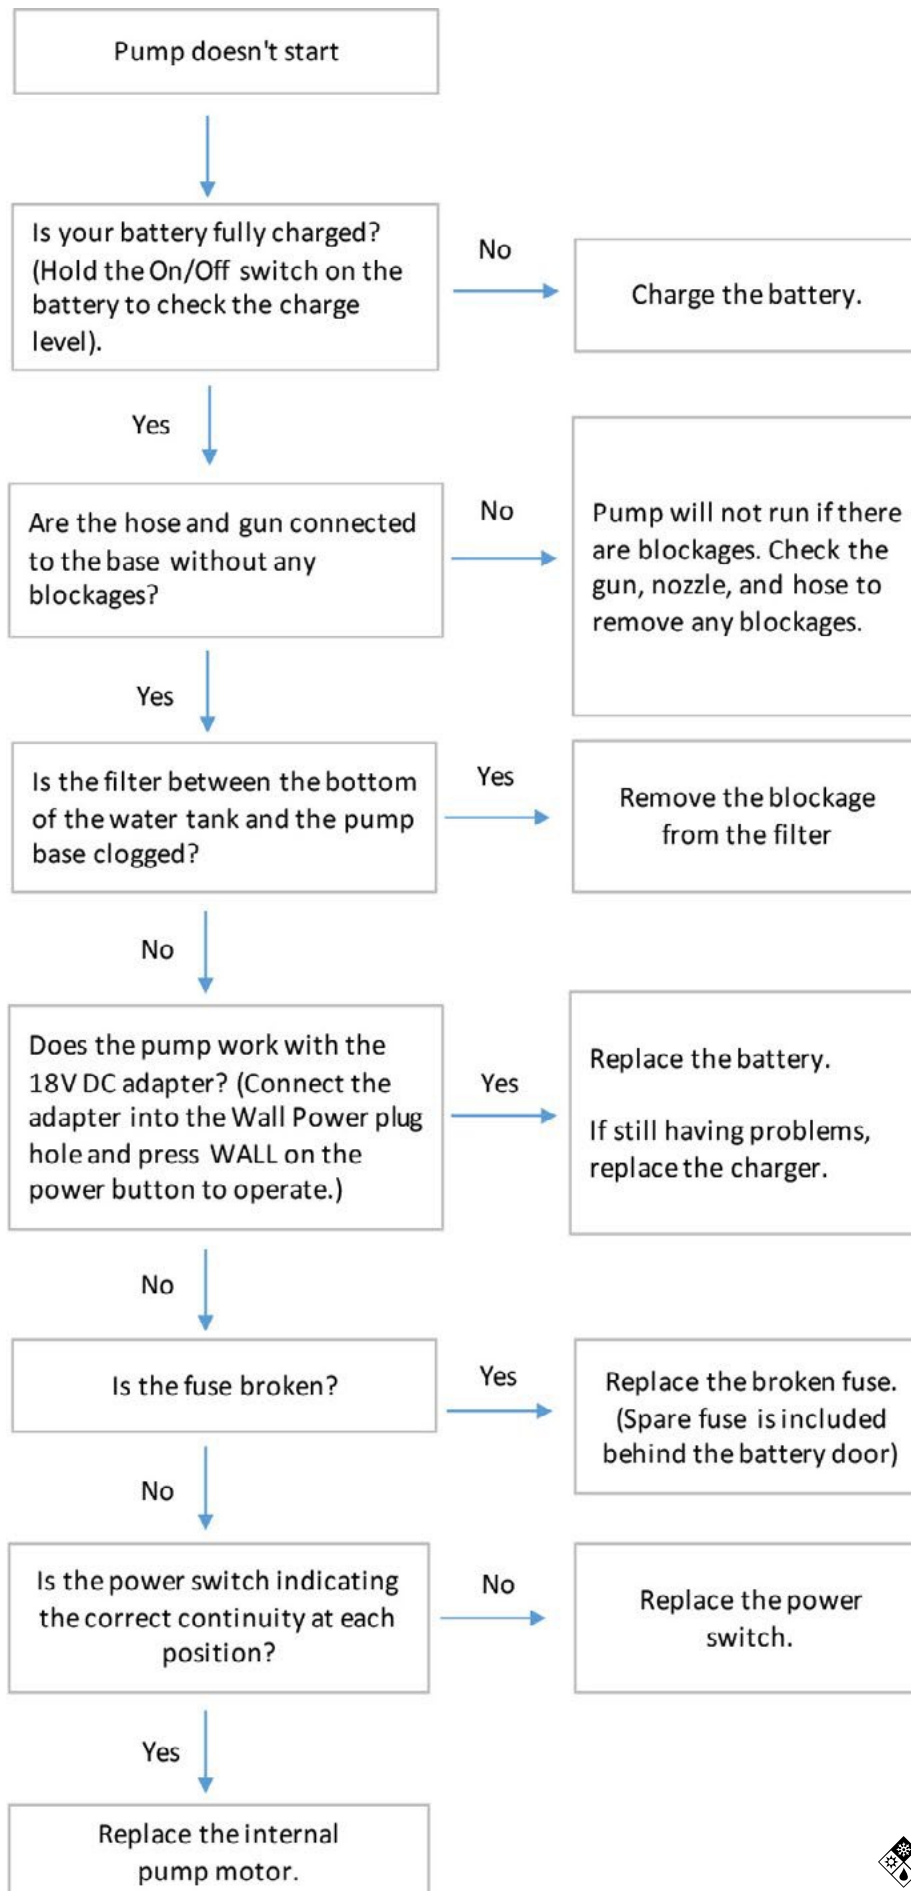 Pump doesn't start
Is your battery fully charged?
(Hold the On/Off switch on the
battery to check the charge
level).
No
Charge the battery.
Yes
Are the hose and gun connected
to the base without any
blockages?
No
Pump will not run if there
are blockages. Check the
gun, nozzle, and hose to
remove any blockages.
Yes
Is the filter between the bottom
of the water tank and the pump
base clogged?
Yes
Remove the blockage
from the filter
No
Does the pump work with the
18V DC adapter? (Connect the
adapter into the Wall Power plug
hole and press WALL on the
power button to operate.)
Yes
Replace the battery.
If still having problems,
replace the charger.
No
Is the fuse broken?
Yes
Replace the broken fuse.
(Spare fuse is included
behind the battery door)
No
Is the power switch indicating
the correct continuity at each
position?
No
Replace the power
switch.
Yes
Replace the internal
pump motor.